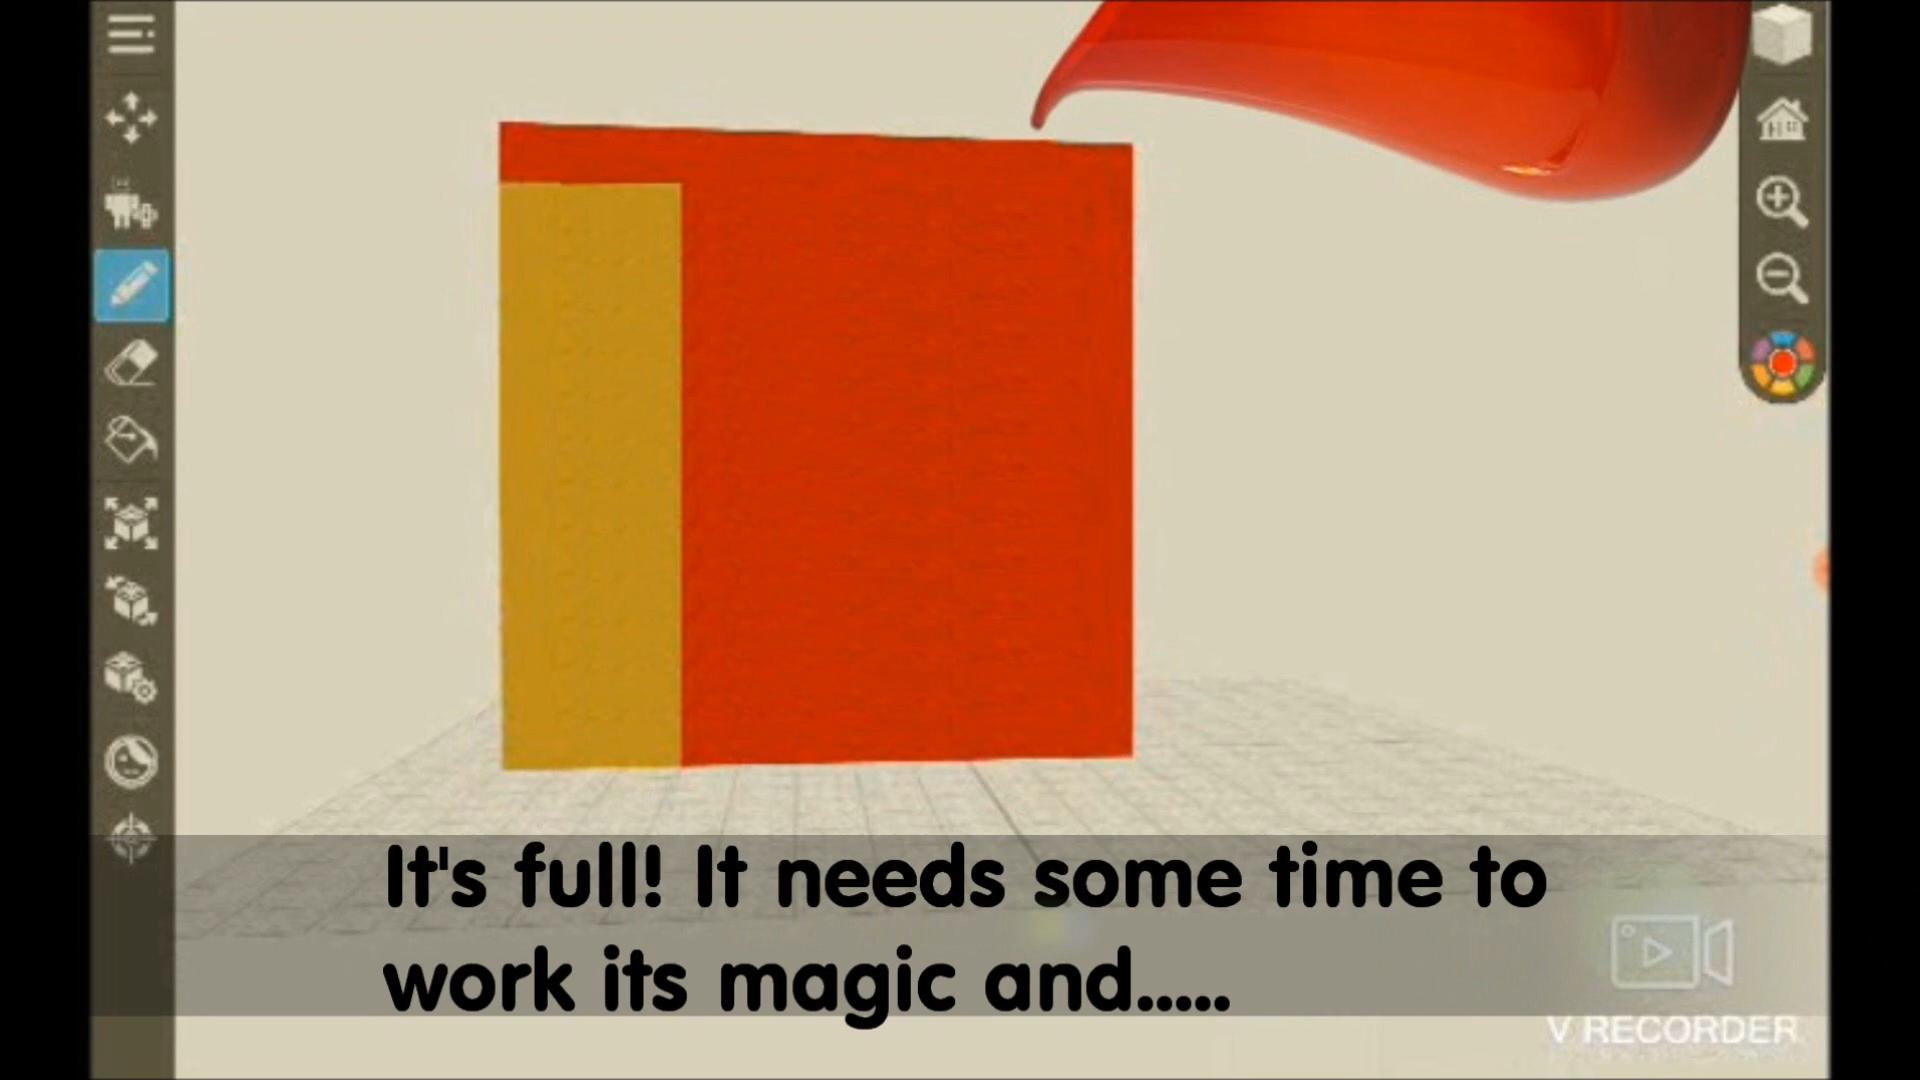 It's full! It needs some time to
work its magic and.....
V RECORDER